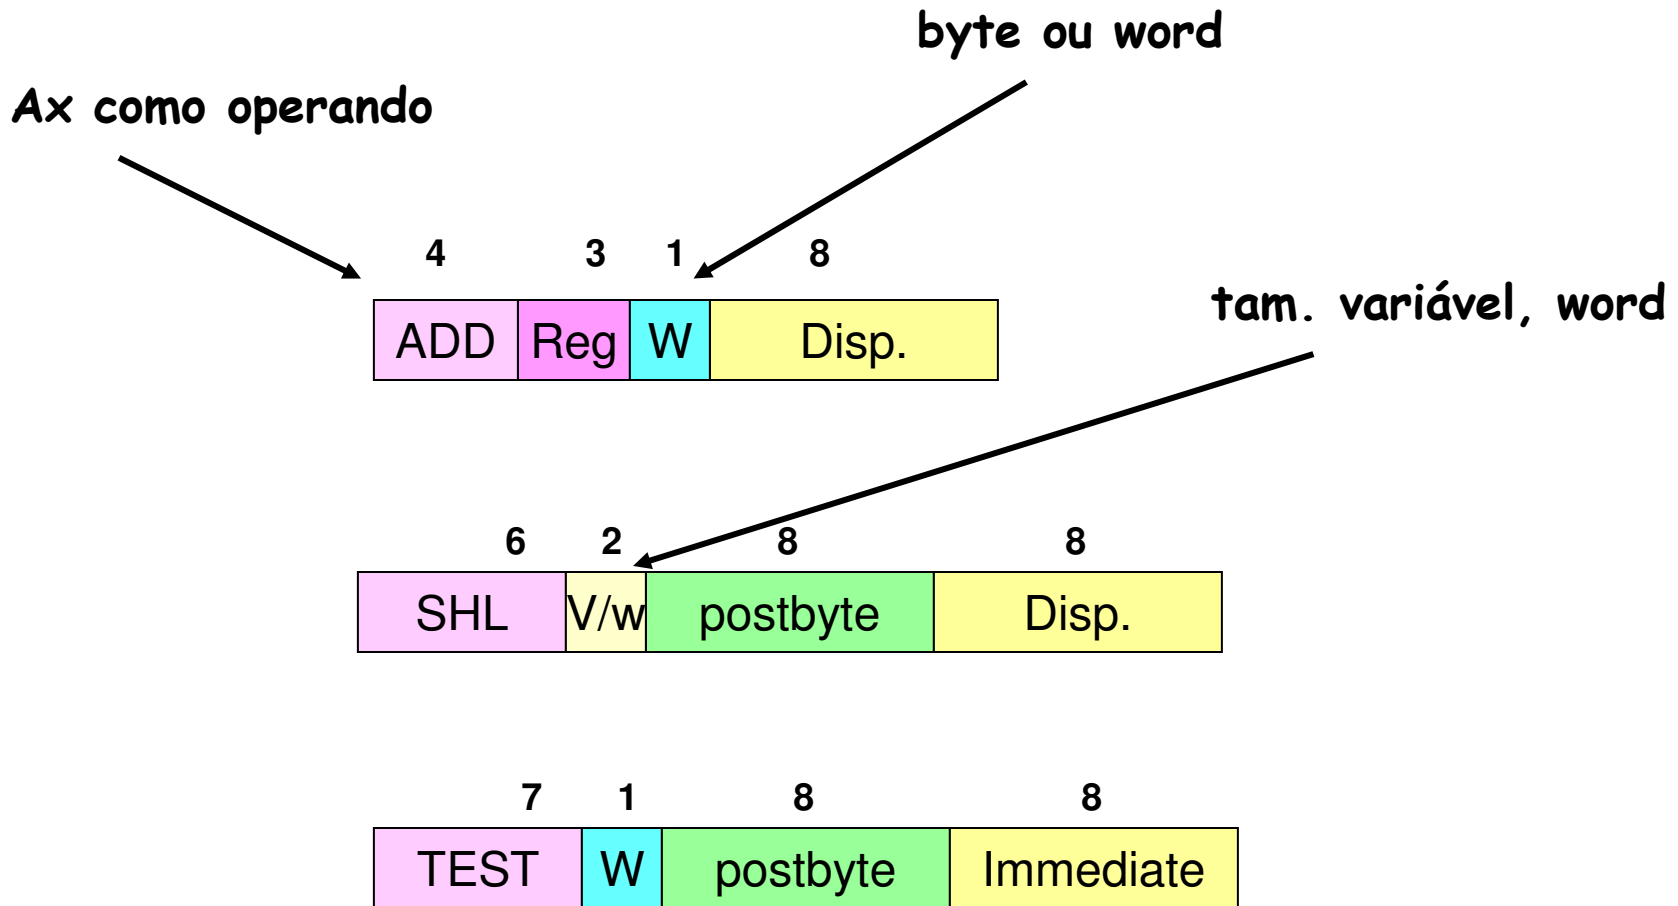 byte ou word
Ax como operando
4 3 1 8
ADD Reg W Disp.
tam. variável, word
6 2 8 8
SHL V/w postbyte Disp.
7 1 8 8
TEST W postbyte Immediate